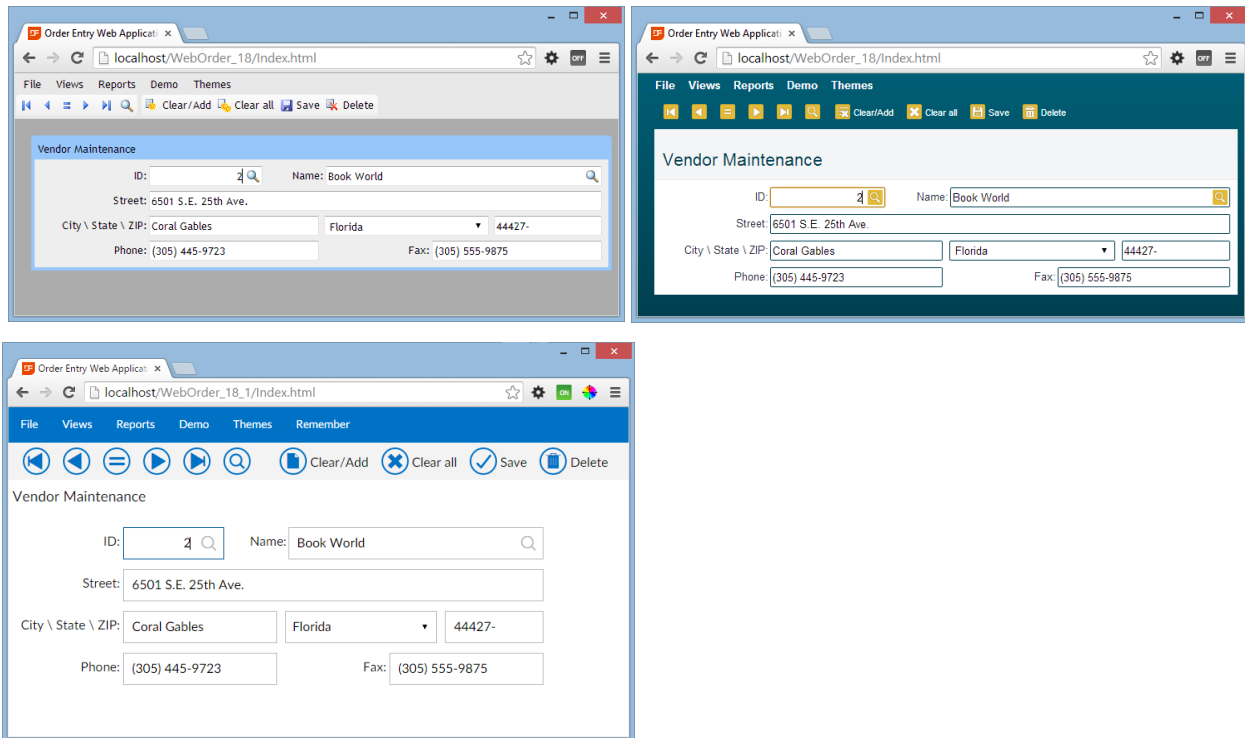 DF Order Entry Web Applicati ×
localhost/WebOrder_18/Index.html OFF
File Views Reports Demo Themes
Clear/Add Clear all Save Delete
Vendor Maintenance
ID: 2 Name: Book World
Street: 6501 S.E. 25th Ave.
City \ State \ ZIP: Coral Gables Florida 44427-
Phone: (305) 445-9723 Fax: (305) 555-9875
DF Order Entry Web Applicati ×
localhost/WebOrder_18/Index.html OFF
File Views Reports Demo Themes
Clear/Add Clear all Save Delete
Vendor Maintenance
ID: 2 Name: Book World
Street: 6501 S.E. 25th Ave.
City \ State \ ZIP: Coral Gables Florida 44427-
Phone: (305) 445-9723 Fax: (305) 555-9875
DF Order Entry Web Applicati ×
localhost/WebOrder_18_1/Index.html ON
File Views Reports Demo Themes Remember
Clear/Add Clear all Save Delete
Vendor Maintenance
ID: 2 Name: Book World
Street: 6501 S.E. 25th Ave.
City \ State \ ZIP: Coral Gables Florida 44427-
Phone: (305) 445-9723 Fax: (305) 555-9875